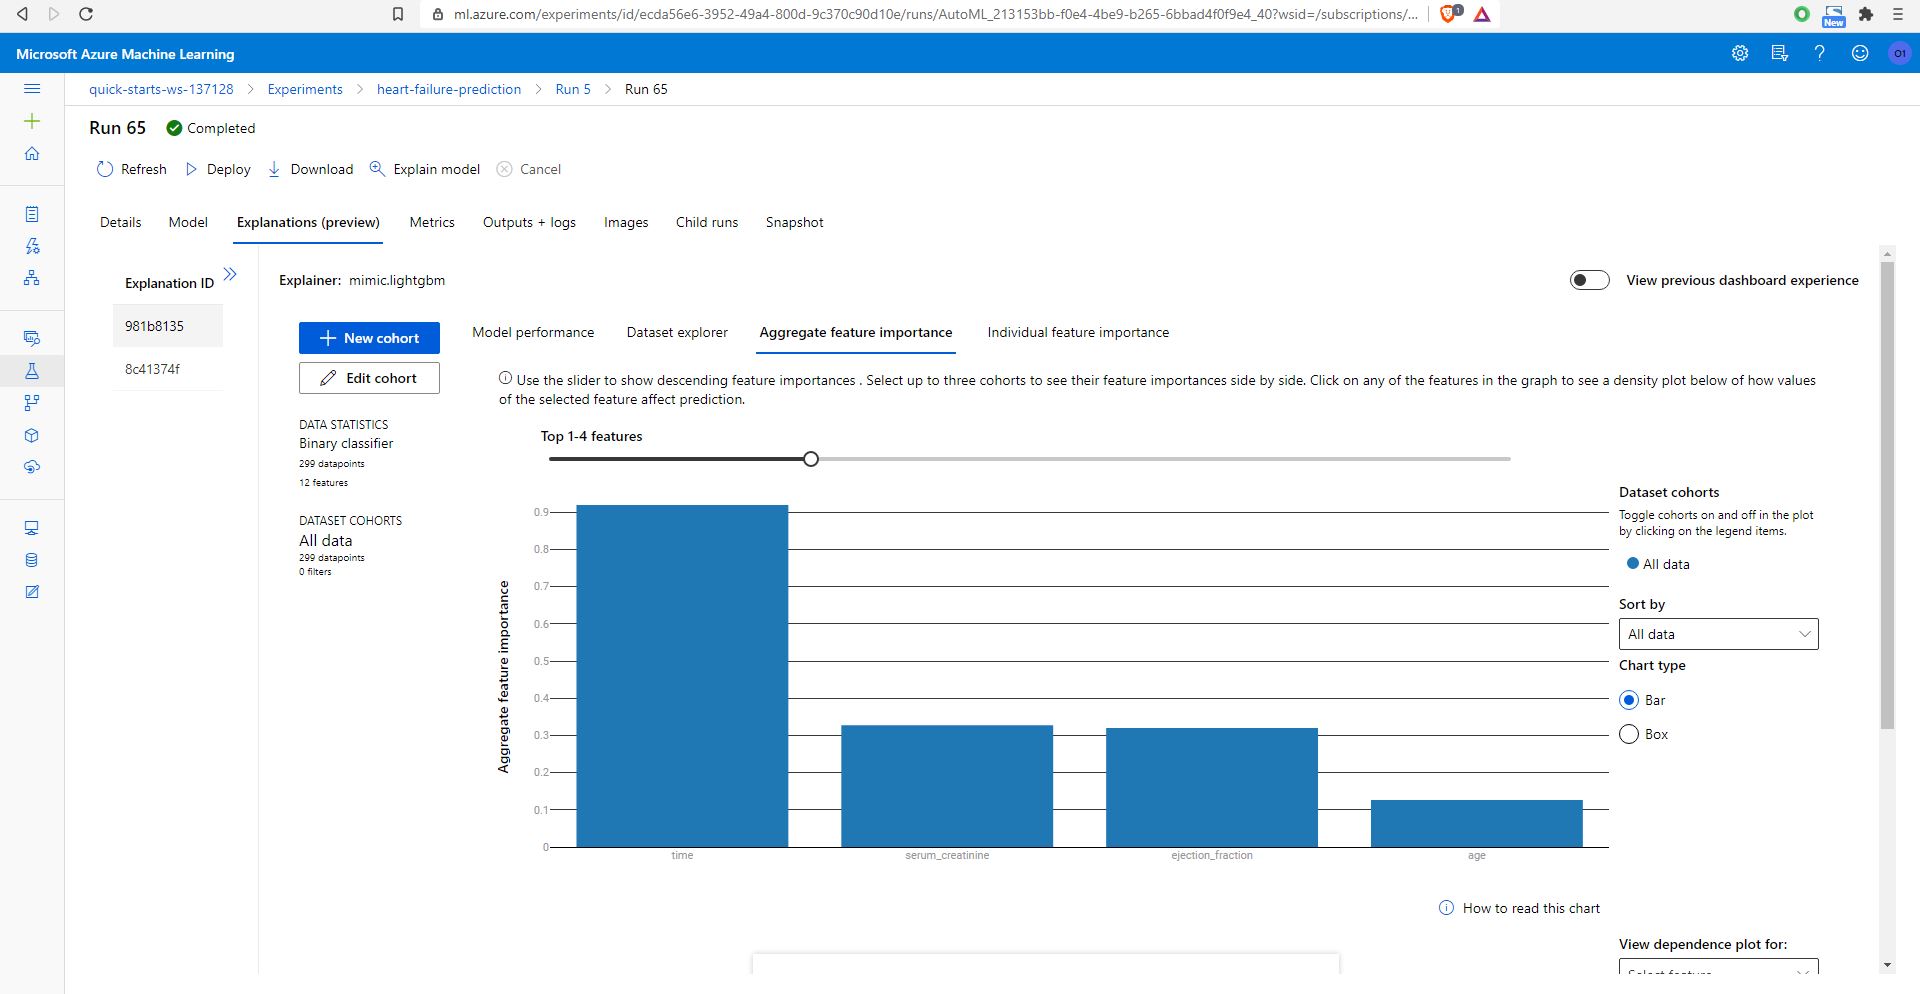 ml.azure.com/experiments/id/ecda56e6-3952-49a4-800d-9c370c90d10e/runs/AutoML_213153bb-f0e4-4be9-b265-6bbad4f0f9e4_40?wsid=/subscriptions/...
1
New
Microsoft Azure Machine Learning
O1
quick-starts-ws-137128 > Experiments > heart-failure-prediction > Run 5 > Run 65
Run 65 Completed
Refresh Deploy Download Explain model Cancel
Details Model Explanations (preview) Metrics Outputs + logs Images Child runs Snapshot
Explanation ID
981b8135
8c41374f
Explainer: mimic.lightgbm
View previous dashboard experience
New cohort
Edit cohort
DATA STATISTICS
Binary classifier
299 datapoints
12 features
DATASET COHORTS
All data
299 datapoints
0 filters
Model performance Dataset explorer Aggregate feature importance Individual feature importance
Use the slider to show descending feature importances . Select up to three cohorts to see their feature importances side by side. Click on any of the features in the graph to see a density plot below of how values
of the selected feature affect prediction.
Top 1-4 features
Aggregate feature importance
0.9
0.8
0.7
0.6
0.5
0.4
0.3
0.2
0.1
0
time serum_creatinine ejection_fraction age
Dataset cohorts
Toggle cohorts on and off in the plot
by clicking on the legend items.
All data
Sort by
All data
Chart type
Bar
Box
How to read this chart
View dependence plot for:
Select feature